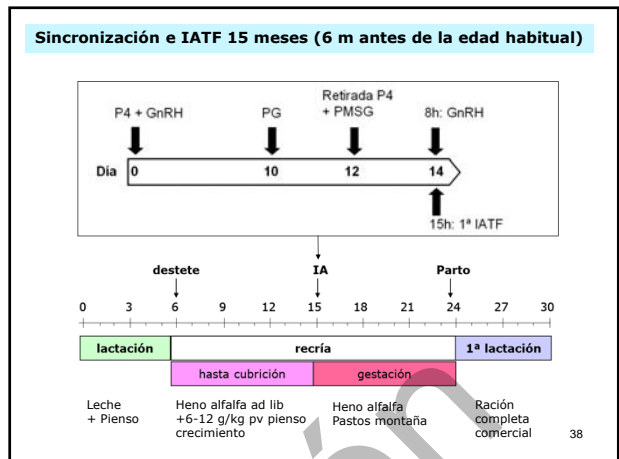 Sincronización e IATF 15 meses (6 m antes de la edad habitual)
P4 + GnRH
PG
Retirada P4
+ PMSG
8h: GnRH
Día 0 10 12 14
15h: 1ª IATF
destete IA Parto
0 3 6 9 12 15 18 21 24 27 30
lactación recría 1ª lactación
hasta cubrición gestación
Leche
+ Pienso
Heno alfalfa ad lib
+6-12 g/kg pv pienso
crecimiento
Heno alfalfa
Pastos montaña
Ración
completa
comercial
38